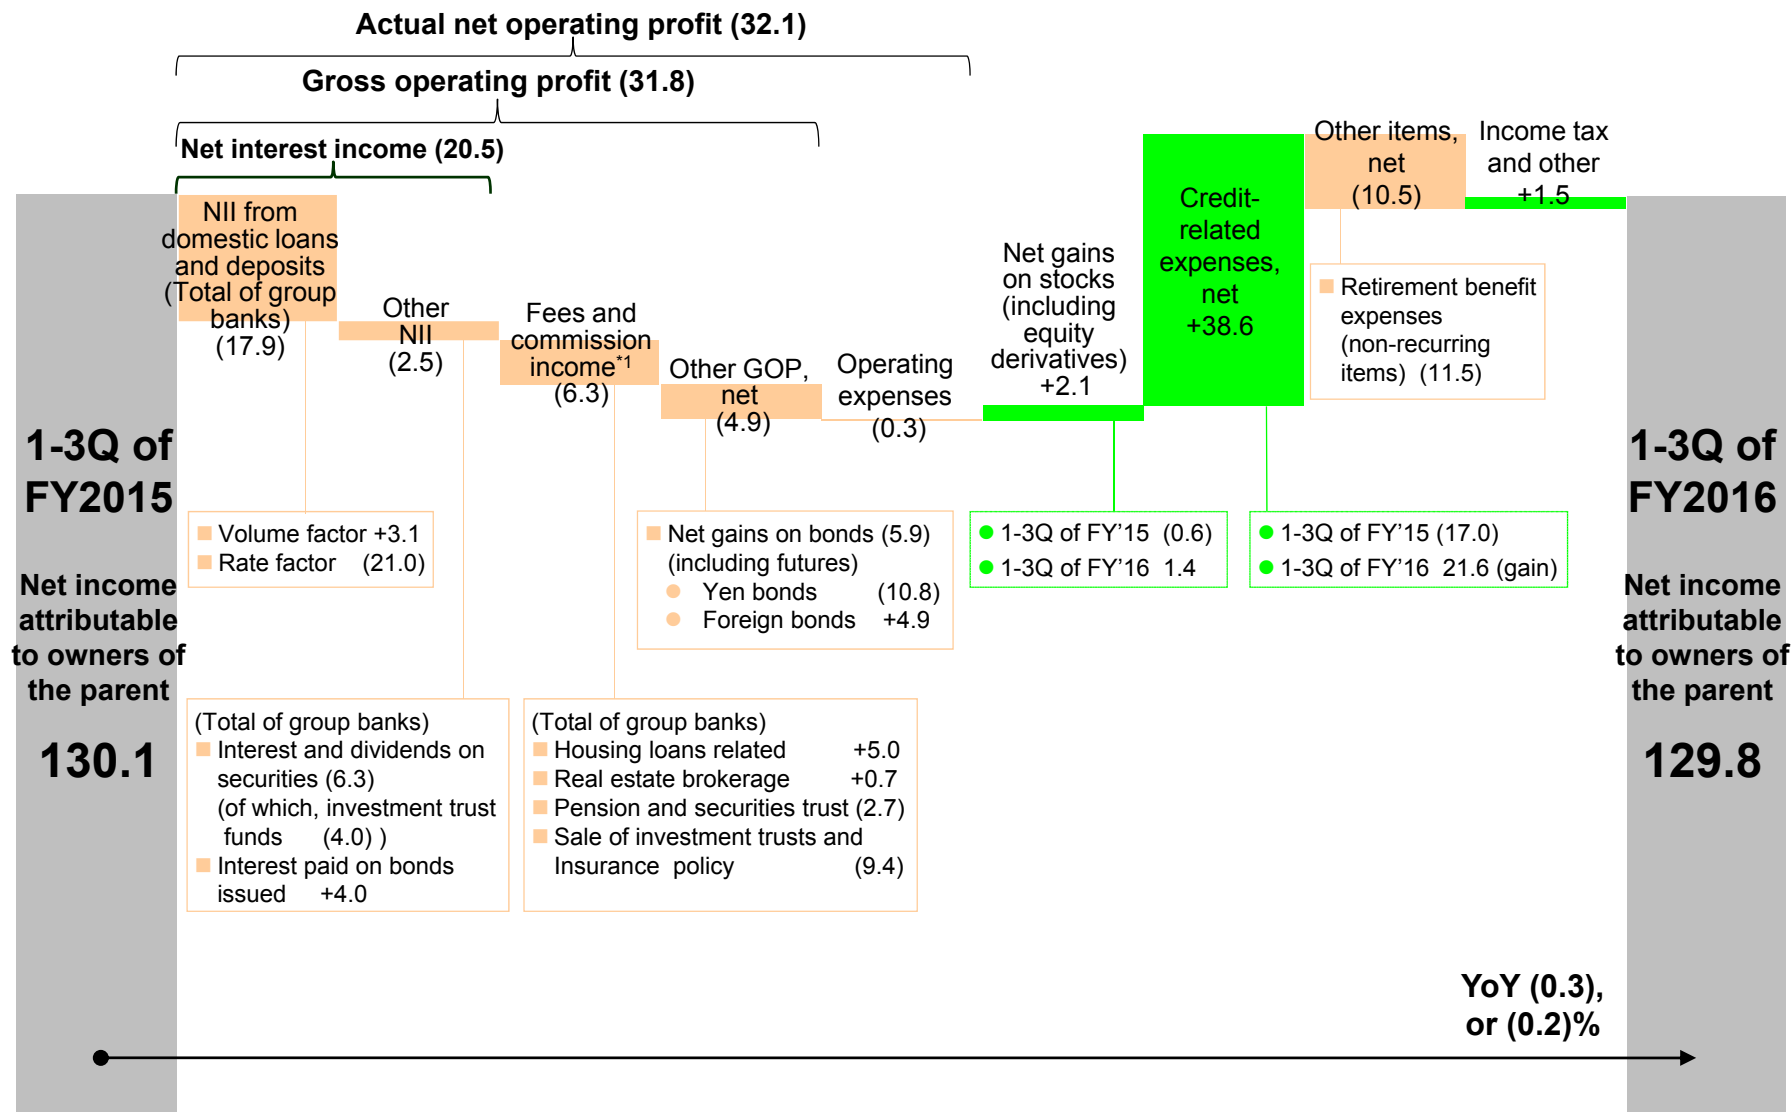 Actual net operating profit (32.1)
Gross operating profit (31.8)
Net interest income (20.5)
1-3Q of
FY2015
Net income
attributable
to owners of
the parent
130.1
NII from
domestic loans
and deposits
(Total of group
banks)
(17.9)
Other
NII
(2.5)
Fees and
commission
income*1
(6.3)
Other GOP,
net
(4.9)
Operating
expenses
(0.3)
Net gains
on stocks
(including
equity
derivatives)
+2.1
Credit-
related
expenses,
net
+38.6
Other items,
net
(10.5)
Income tax
and other
+1.5
Retirement benefit
expenses
(non-recurring
items) (11.5)
Volume factor +3.1
Rate factor (21.0)
Net gains on bonds (5.9)
(including futures)
Yen bonds (10.8)
Foreign bonds +4.9
1-3Q of FY'15 (0.6)
1-3Q of FY'16 1.4
1-3Q of FY'15 (17.0)
1-3Q of FY'16 21.6 (gain)
(Total of group banks)
Interest and dividends on
securities (6.3)
(of which, investment trust
funds (4.0) )
Interest paid on bonds
issued +4.0
(Total of group banks)
Housing loans related +5.0
Real estate brokerage +0.7
Pension and securities trust (2.7)
Sale of investment trusts and
Insurance policy (9.4)
1-3Q of
FY2016
Net income
attributable
to owners of
the parent
129.8
YoY (0.3),
or (0.2)%